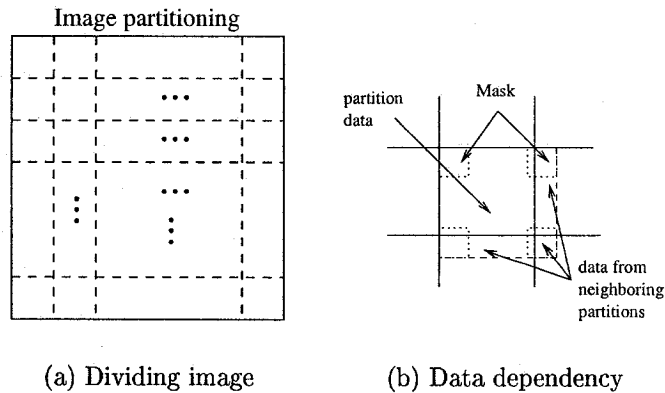 Image partitioning
partition
data
Mask
data from
neighboring
partitions
(a) Dividing image
(b) Data dependency